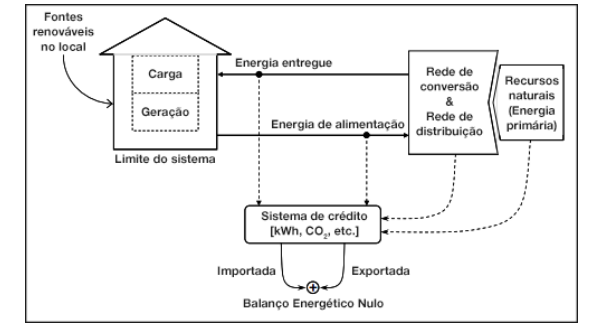 Fontes
renováveis
no local
Carga
Geração
Limite do sistema
Energia entregue
Energia de alimentação
Rede de
conversão
&
Rede de
distribuição
Recursos
naturais
(Energia
primária)
Sistema de crédito
[kWh, CO₂, etc.]
Importada
Exportada
Balanço Energético Nulo